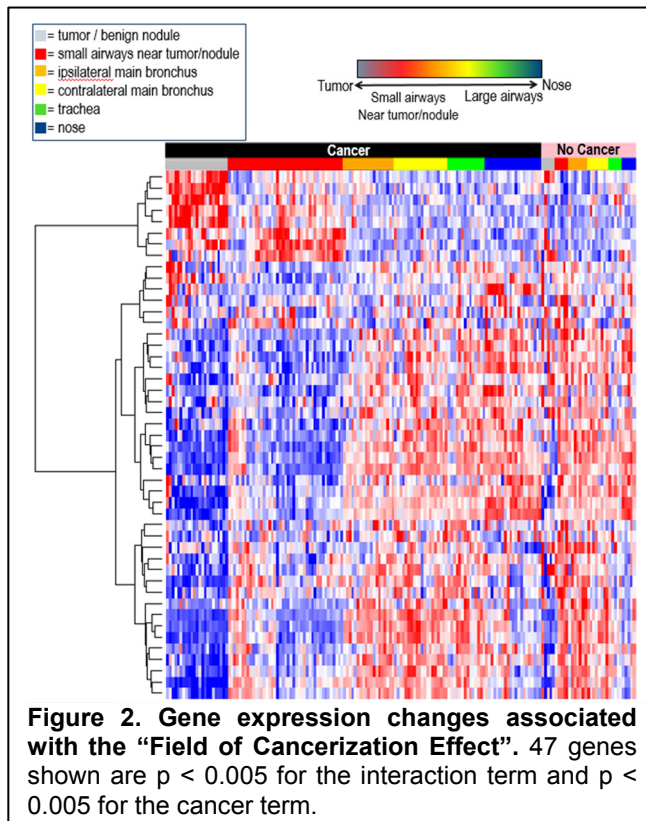 = tumor / benign nodule
= small airways near tumor/nodule
= ipsilateral main bronchus
= contralateral main bronchus
= trachea
= nose
Tumor Nose
Small airways Large airways
Near tumor/nodule
Cancer No Cancer
Figure 2. Gene expression changes associated
with the “Field of Cancerization Effect”. 47 genes
shown are p < 0.005 for the interaction term and p <
0.005 for the cancer term.